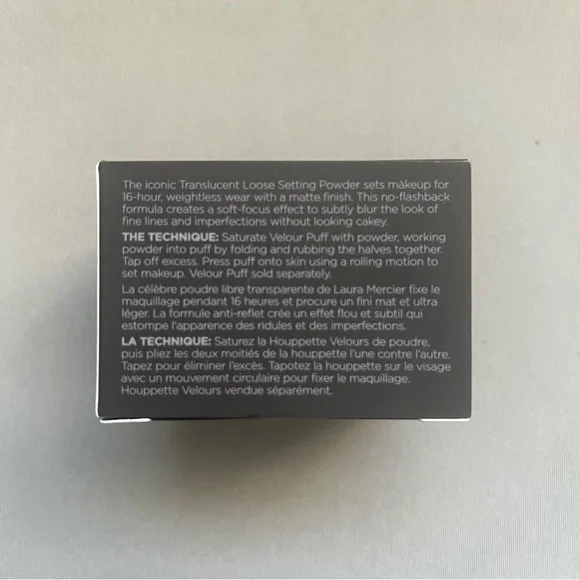 The iconic Translucent Loose Setting Powder sets makeup for
16-hour, weightless wear with a matte finish. This no-flashback
formula creates a soft-focus effect to subtly blur the look of
fine lines and imperfections without looking cakey.
THE TECHNIQUE: Saturate Velour Puff with powder, working
powder into puff by folding and rubbing the halves together.
Tap off excess. Press puff onto skin using a rolling motion to
set makeup. Velour Puff sold separately.
La célèbre poudre libre transparente de Laura Mercier fixe le
maquillage pendant 16 heures et procure un fini mat et ultra
léger. La formule anti-reflet crée un effet flou et subtil qui
estompe l'apparence des ridules et des imperfections.
LA TECHNIQUE: Saturez la Houppette Velours de poudre,
puis pliez les deux moitiés de la houppette l'une contre l'autre.
Tapez pour éliminer l'excès. Tapotez la houppette sur le visage
avec un mouvement circulaire pour fixer le maquillage.
Houppette Velours vendue séparément.